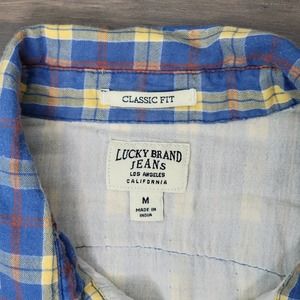 CLASSIC FIT
LUCKY BRAND
JEANS
LOS ANGELES
CALIFORNIA
M
MADE IN
INDIA